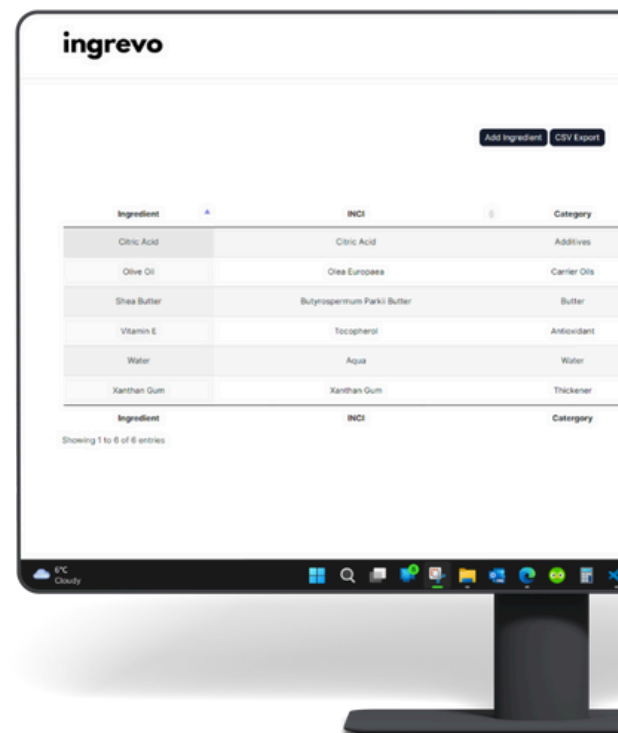 ingrevo
Add Ingredient CSV Export
Ingredient INCI Category
Citric Acid Citric Acid Additives
Olive Oil Olea Europaea Carrier Oils
Shea Butter Butyrospermum Parkii Butter Butter
Vitamin E Tocopherol Antioxidant
Water Aqua Water
Xanthan Gum Xanthan Gum Thickener
Ingredient INCI Catergory
Showing 1 to 6 of 6 entries
6°C
Cloudy